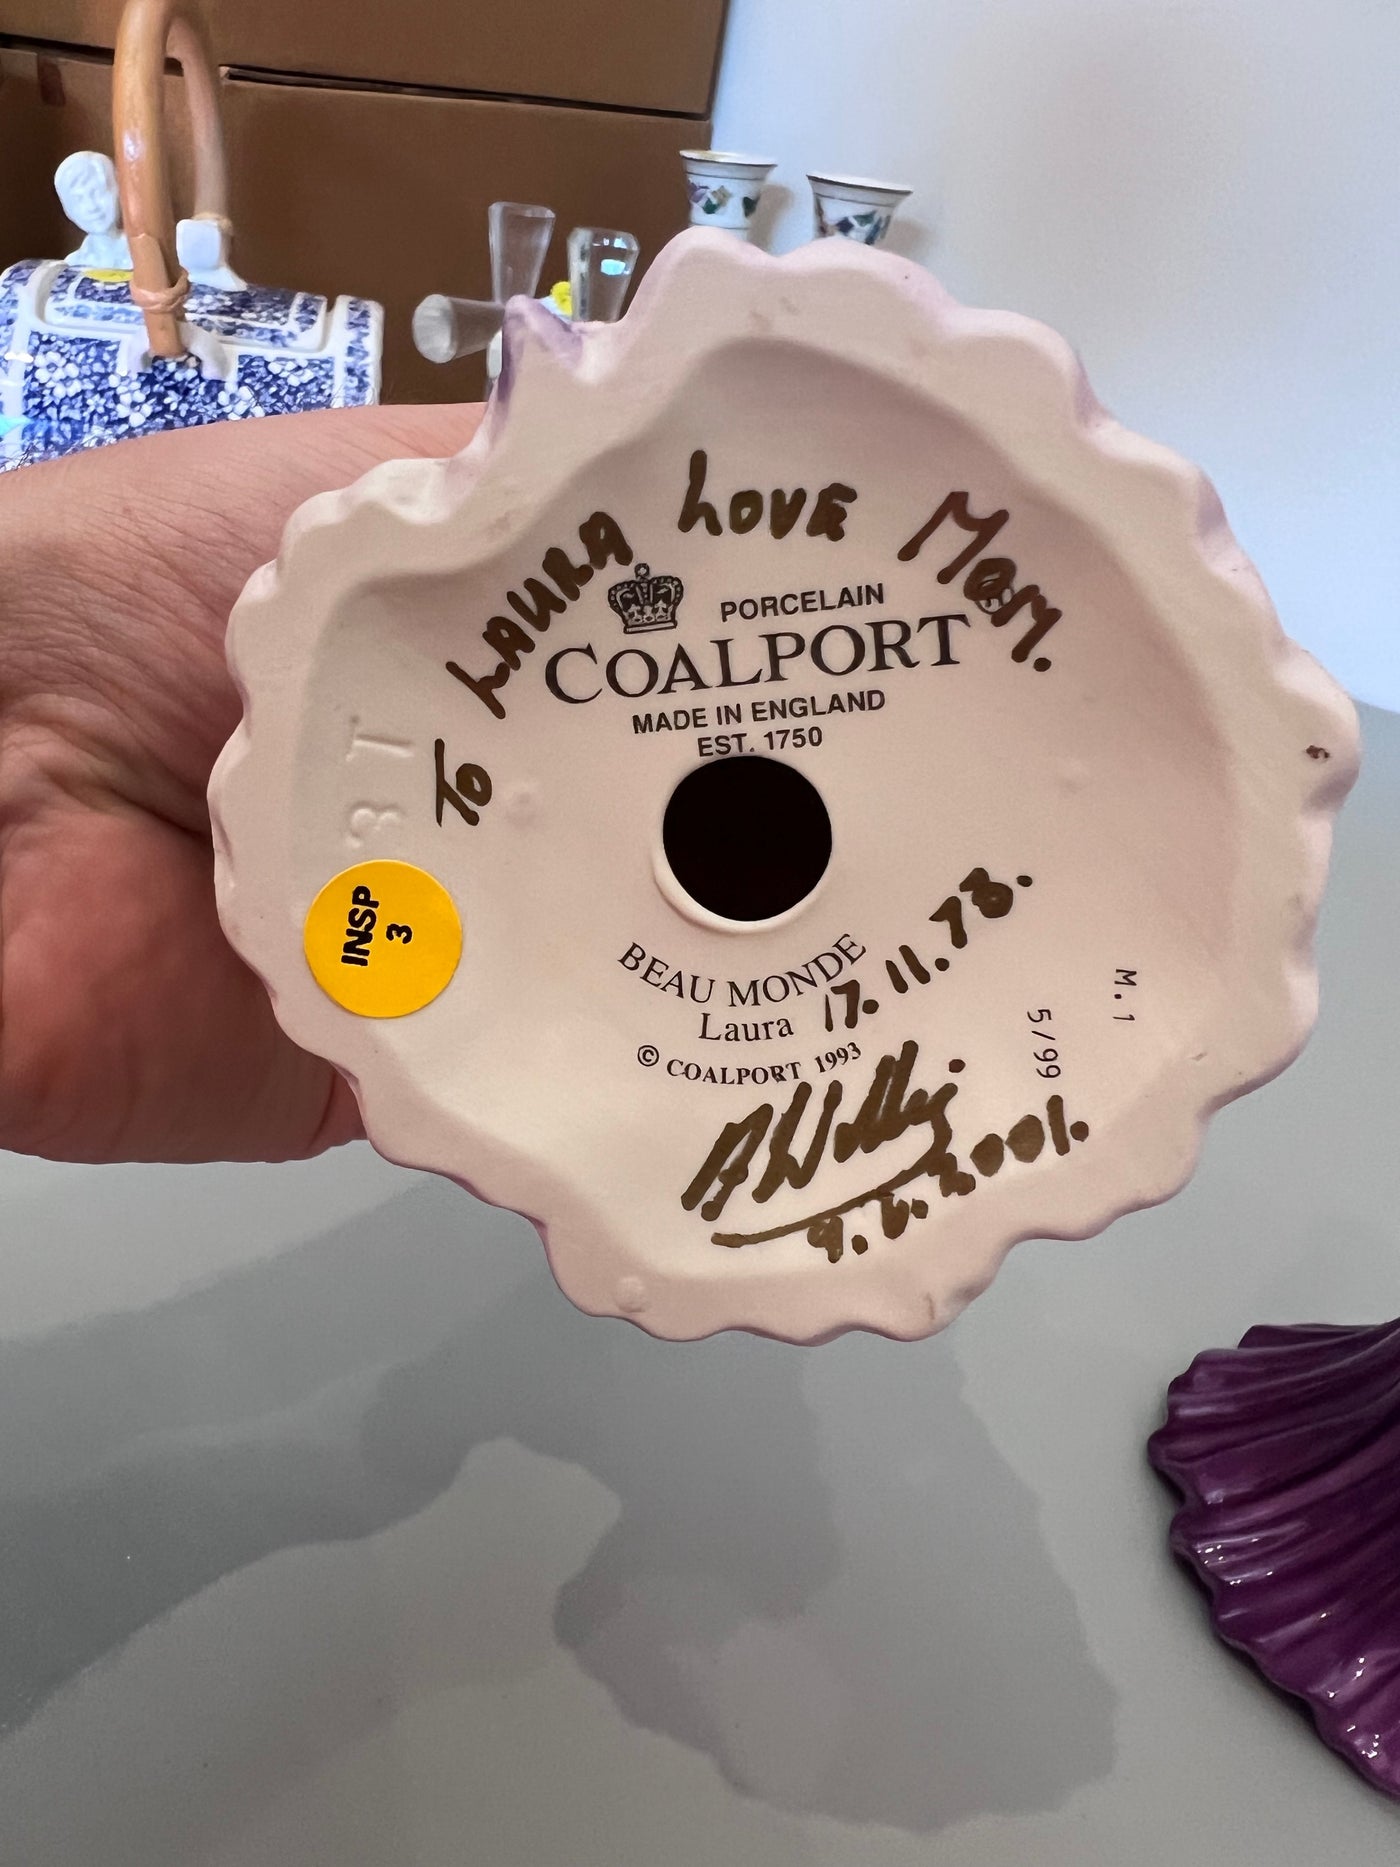 To LAURA LOVE MOM.
PORCELAIN
COALPORT
MADE IN ENGLAND
EST. 1750
BEAU MONDE
Laura
© COALPORT 1993
17.11.78.
9.6.2001.
M.1
5/99
INSP
3